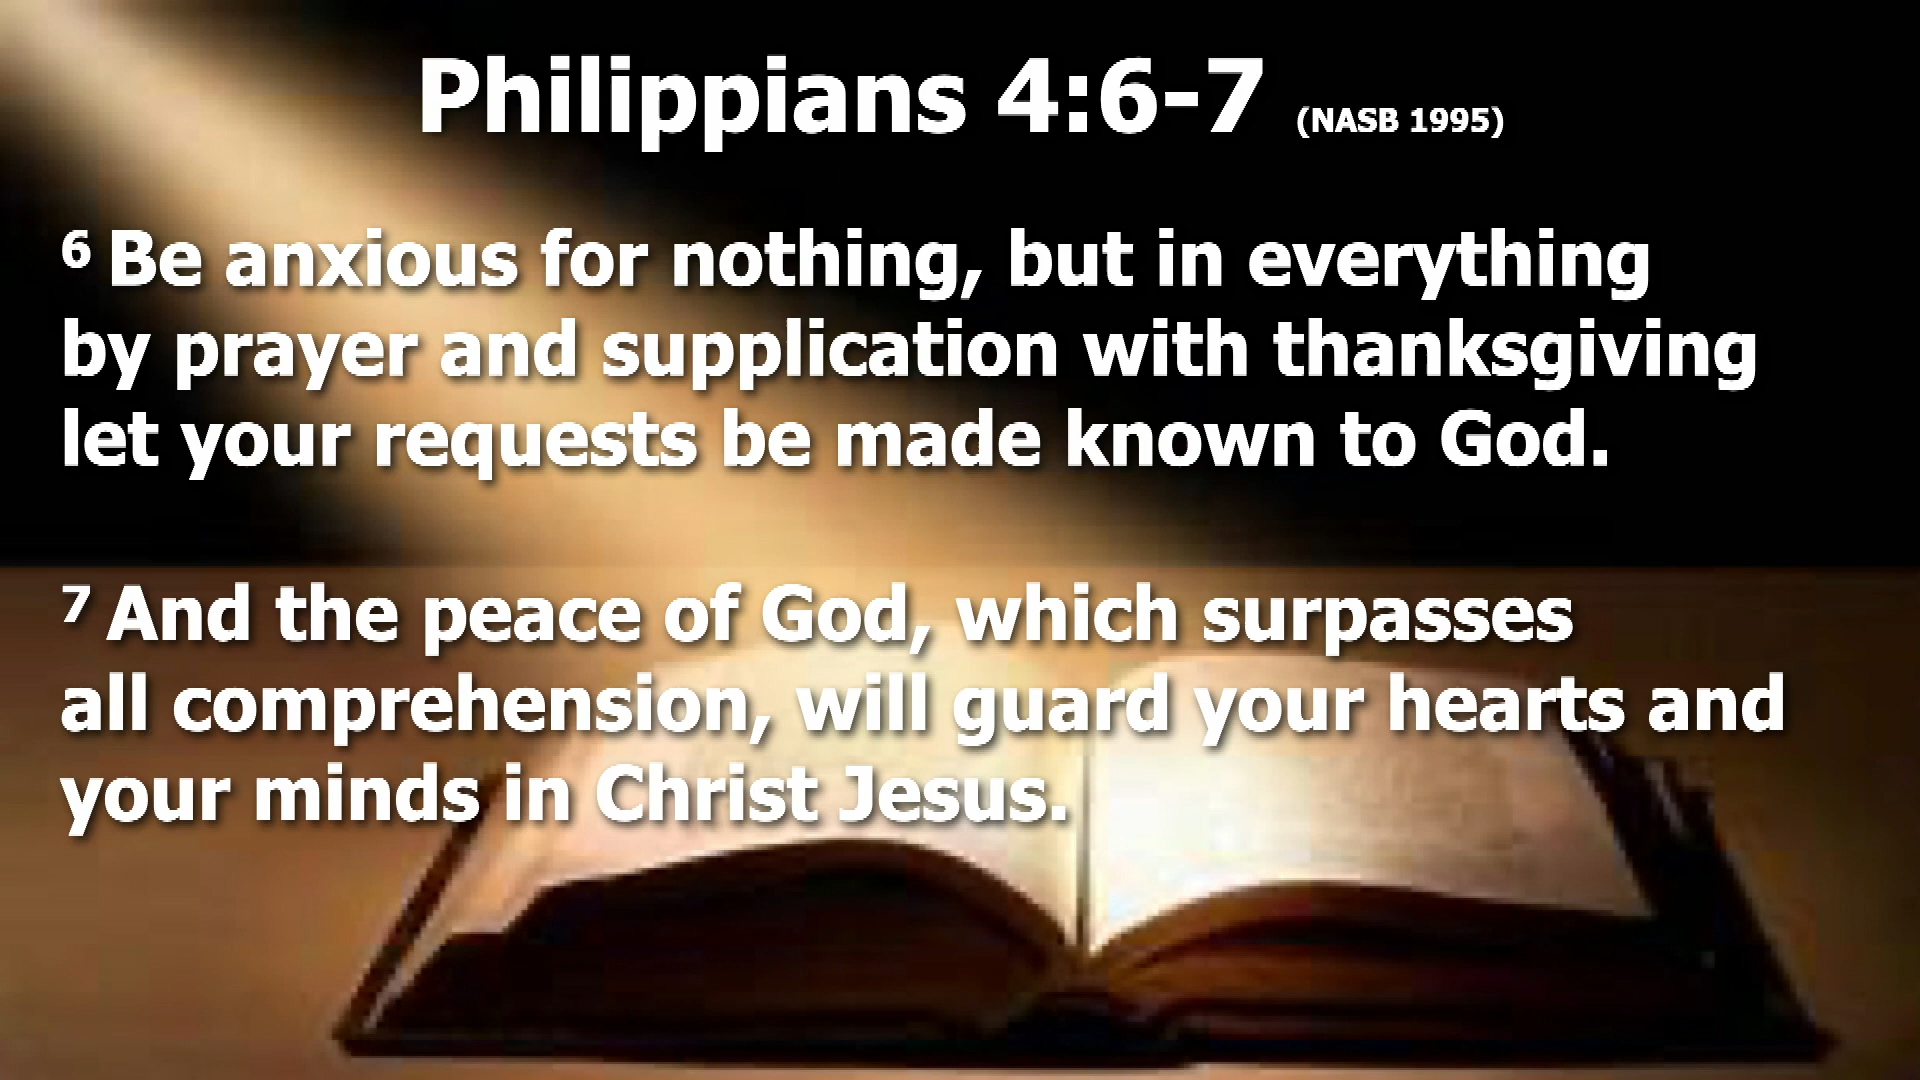 Philippians 4:6-7 (NASB 1995)
6 Be anxious for nothing, but in everything
by prayer and supplication with thanksgiving
let your requests be made known to God.
7 And the peace of God, which surpasses
all comprehension, will guard your hearts and
your minds in Christ Jesus.